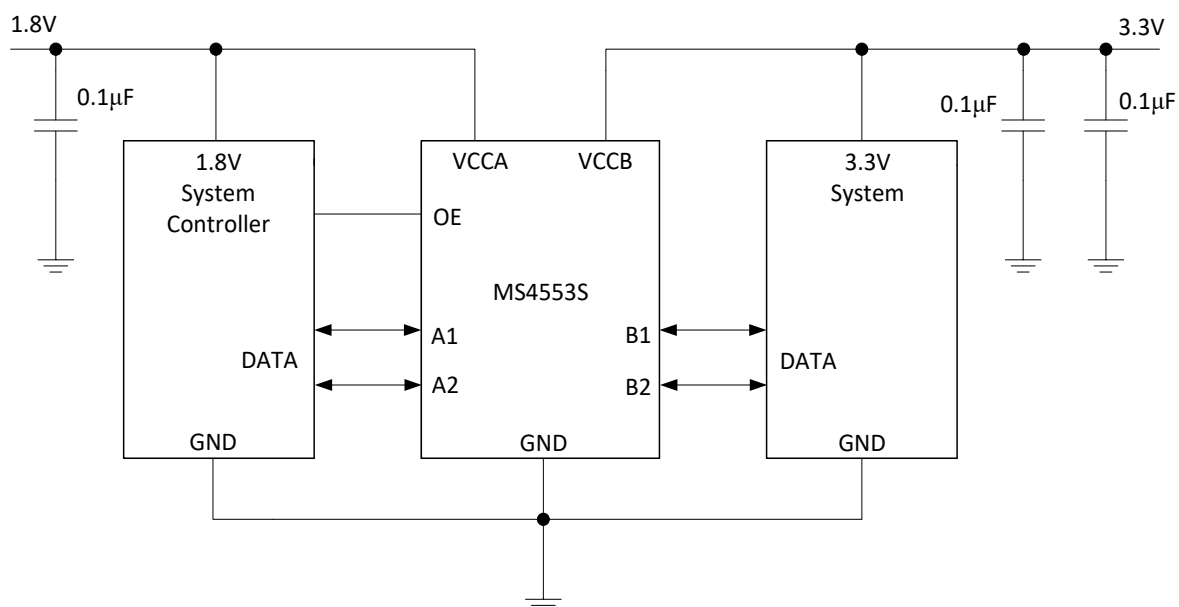 1.8V
3.3V
0.1μF
0.1μF
0.1μF
1.8V
System
Controller
VCCA
VCCB
3.3V
System
OE
MS4553S
A1
B1
DATA
DATA
A2
B2
GND
GND
GND